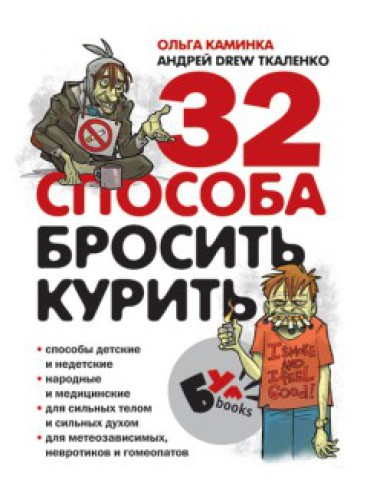 ОЛЬГА КАМИНКА
АНДРЕЙ DREW ТКАЛЕНКО
32
СПОСОБА
БРОСИТЬ
КУРИТЬ
• способы детские
и недетские
• народные
и медицинские
• для сильных телом
и сильных духом
• для метеозависимых,
невротиков и гомеопатов
I SMOKE
AND I
FEEL
GOOD!
БУМ
books